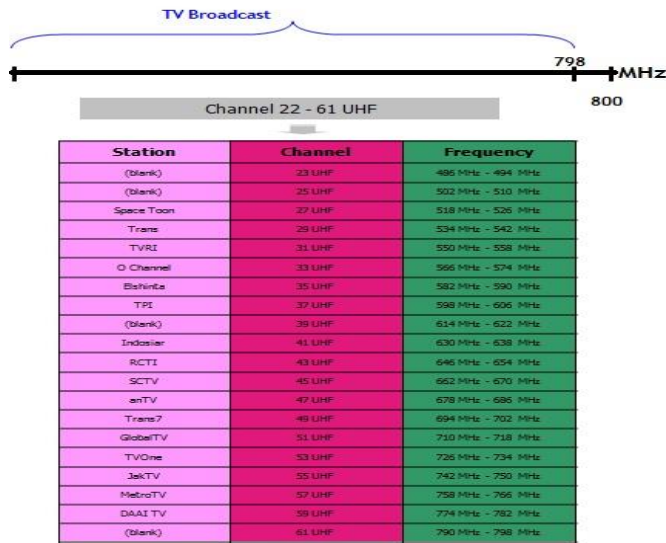 TV Broadcast
798
MHz
800
Channel 22 - 61 UHF
Station Channel Frequency
(blank) 23 UHF 486 MHz - 494 MHz
(blank) 25 UHF 502 MHz - 510 MHz
Space Toon 27 UHF 518 MHz - 526 MHz
Trans 29 UHF 534 MHz - 542 MHz
TVRI 31 UHF 550 MHz - 558 MHz
O Channel 33 UHF 566 MHz - 574 MHz
Elshinta 35 UHF 582 MHz - 590 MHz
TPI 37 UHF 598 MHz - 606 MHz
(blank) 39 UHF 614 MHz - 622 MHz
Indosiar 41 UHF 630 MHz - 638 MHz
RCTI 43 UHF 646 MHz - 654 MHz
SCTV 45 UHF 662 MHz - 670 MHz
anTV 47 UHF 678 MHz - 686 MHz
Trans7 49 UHF 694 MHz - 702 MHz
GlobalTV 51 UHF 710 MHz - 718 MHz
TVOne 53 UHF 726 MHz - 734 MHz
JakTV 55 UHF 742 MHz - 750 MHz
MetroTV 57 UHF 758 MHz - 766 MHz
DAAI TV 59 UHF 774 MHz - 782 MHz
(blank) 61 UHF 790 MHz - 798 MHz